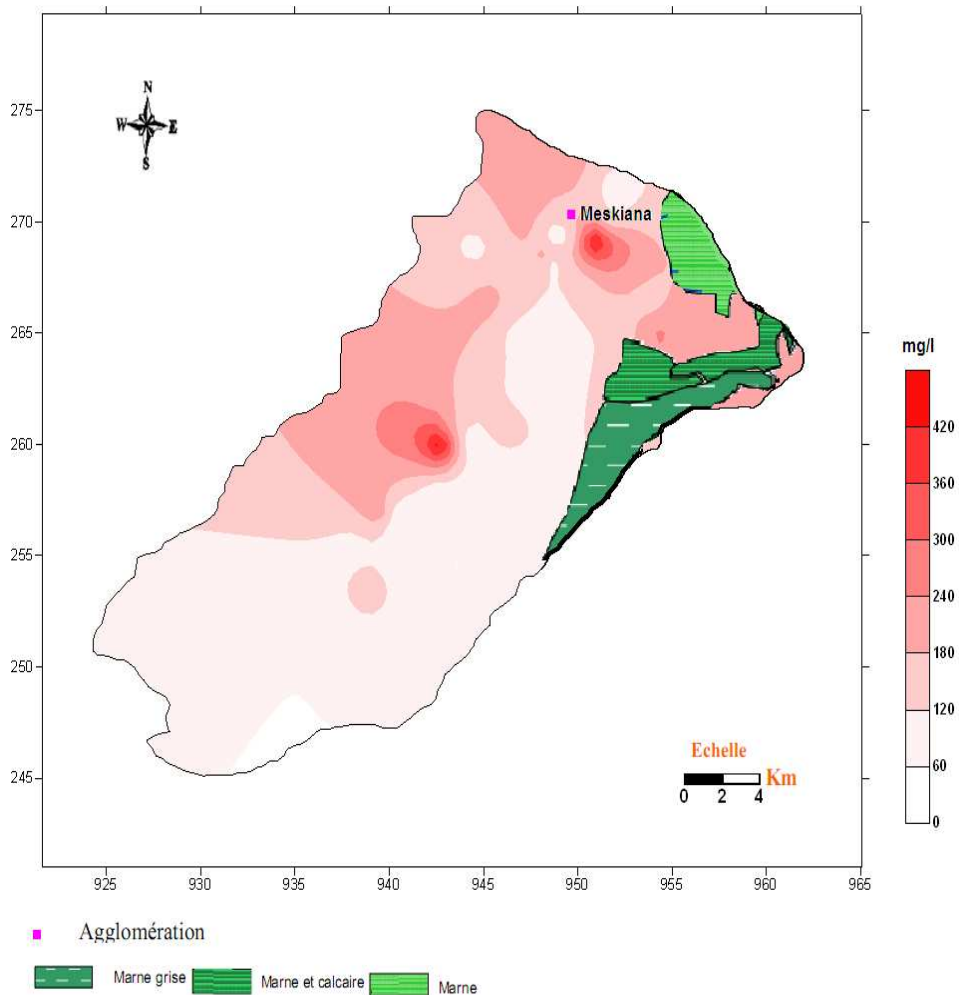 275
270
265
260
255
250
245
N
W E
S
Meskiana
mg/l
420
360
300
240
180
120
60
0
Echelle
Km
0 2 4
925 930 935 940 945 950 955 960 965
Agglomération
Marne grise Marne et calcaire Marne